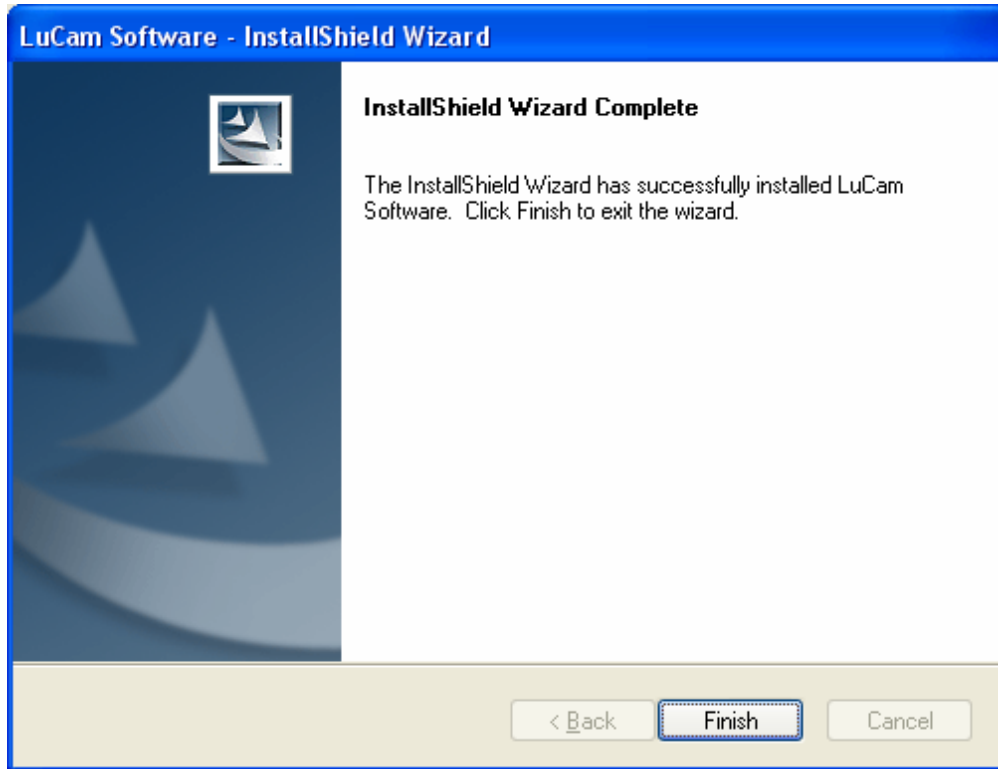 LuCam Software - InstallShield Wizard
InstallShield Wizard Complete
The InstallShield Wizard has successfully installed LuCam
Software.  Click Finish to exit the wizard.
< Back
Finish
Cancel